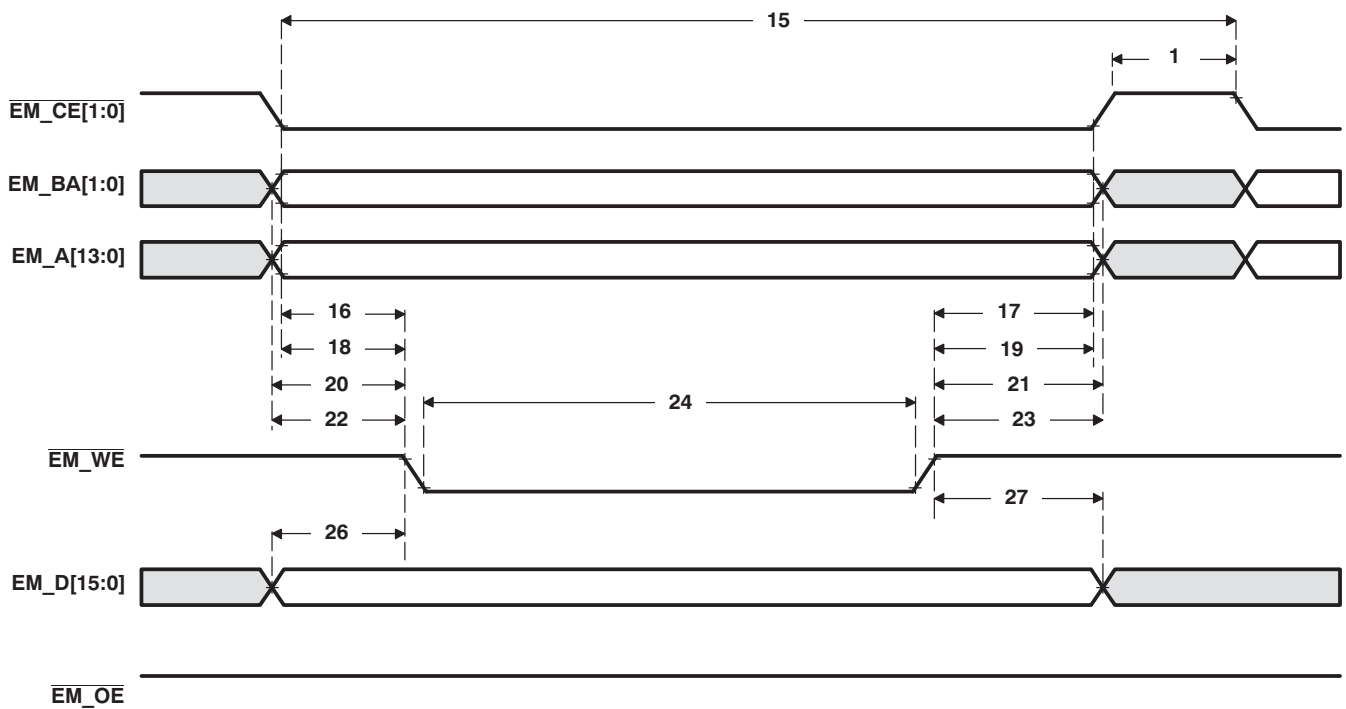 15
1
EM_CE[1:0]
EM_BA[1:0]
EM_A[13:0]
16
17
18
19
20
21
24
22
23
EM_WE
27
26
EM_D[15:0]
EM_OE